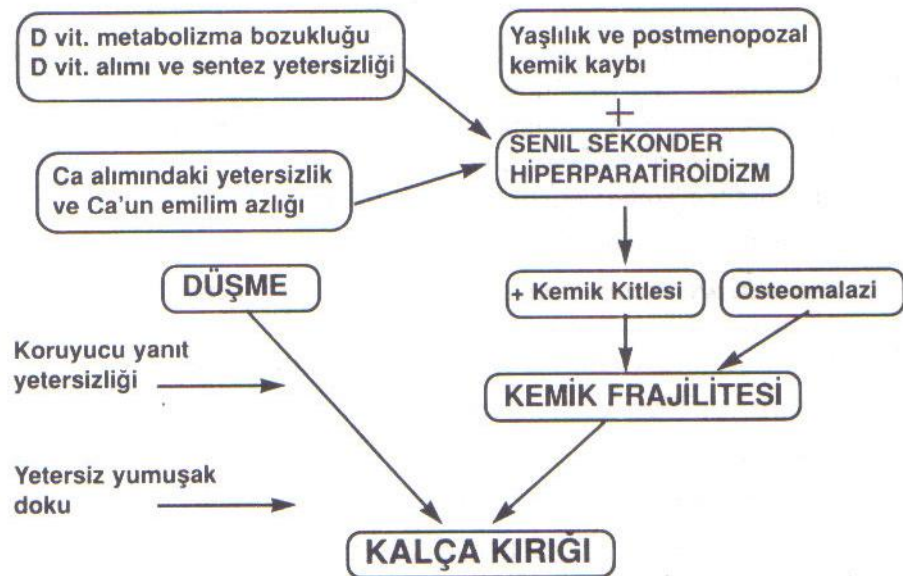 D vit. metabolizma bozukluğu
D vit. alımı ve sentez yetersizliği
Yaşlılık ve postmenopozal
kemik kaybı
+
SENIL SEKONDER
HİPERPARATİROİDİZM
Ca alımındaki yetersizlik
ve Ca'un emilim azlığı
DÜŞME
+ Kemik Kitlesi
Osteomalazi
Koruyucu yanıt
yetersizliği
KEMİK FRAJİLİTESİ
Yetersiz yumuşak
doku
KALÇA KIRIĞI